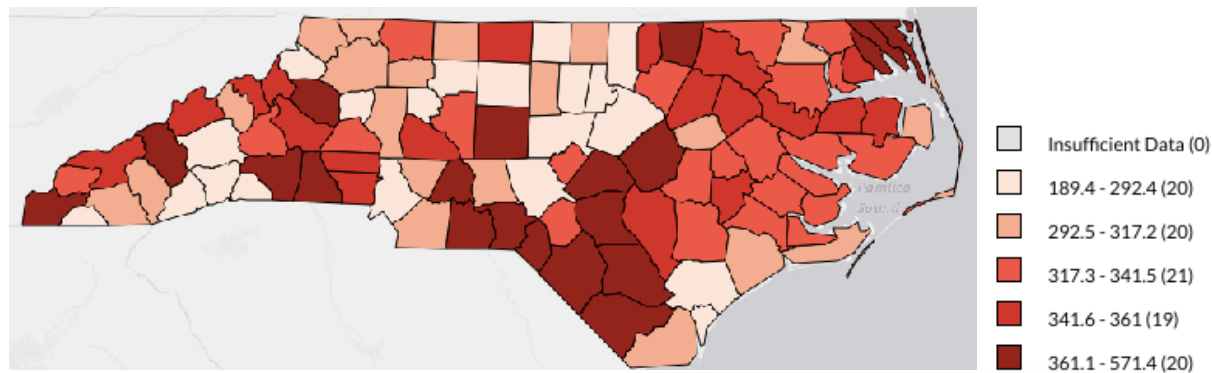 Pamlico
Sound
Insufficient Data (0)
189.4 - 292.4 (20)
292.5 - 317.2 (20)
317.3 - 341.5 (21)
341.6 - 361 (19)
361.1 - 571.4 (20)